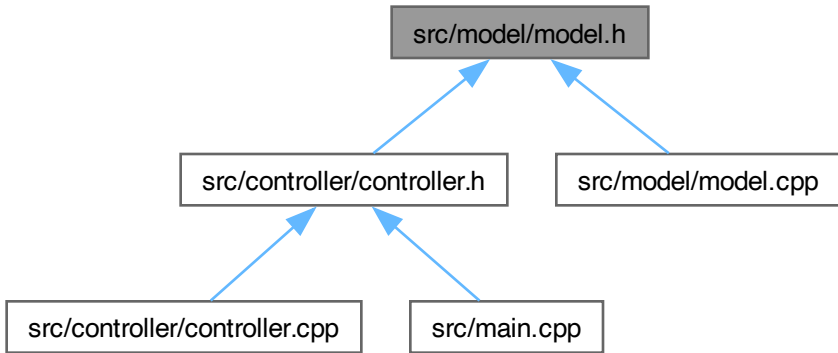 src/model/model.h
src/controller/controller.h
src/model/model.cpp
src/controller/controller.cpp
src/main.cpp